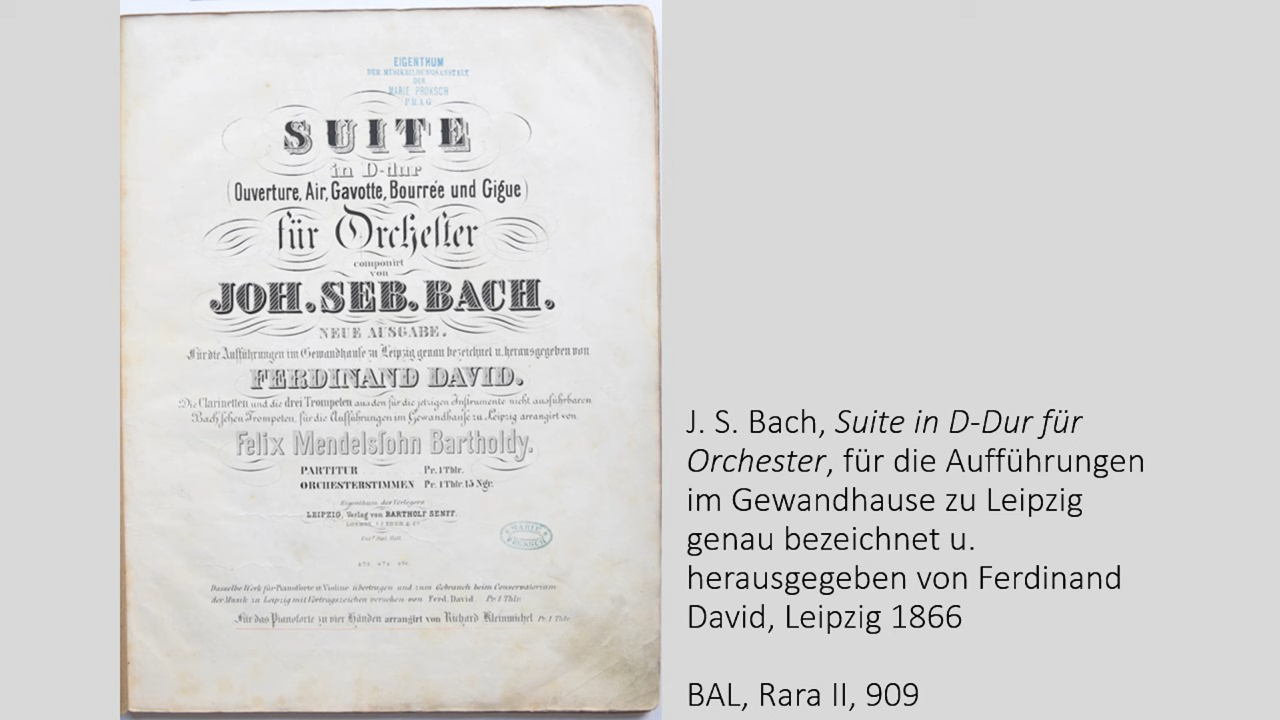 EIGENTHUM
DER MUSIKBILDUNGSANSTALT
DER
MARIE PROKSCH
PRAG
SUITE
in D-dur
(Ouverture, Air, Gavotte, Bourrée und Gigue)
für Orchester
componirt
von
JOH. SEB. BACH.
NEUE AUSGABE.
Für die Aufführungen im Gewandhause zu Leipzig genau bezeichnet u. herausgegeben von
FERDINAND DAVID.
Die Clarinetten und die drei Trompeten aus den für die jetzigen Instrumente nicht ausführbaren
Bach'schen Trompeten, für die Aufführungen im Gewandhause zu Leipzig arrangirt von
Felix Mendelssohn Bartholdy.
PARTITUR Pr. 1 Thlr.
ORCHESTERSTIMMEN Pr. 1 Thlr. 15 Ngr.
Eigenthum des Verlegers.
LEIPZIG, Verlag von BARTHOLF SENFF.
MARIE
PROKSCH
Dasselbe Werk für Pianoforte u. Violine übertragen und zum Gebrauch beim Conservatorium
der Musik zu Leipzig mit Vortragszeichen versehen von Ferd. David. Pr. 1 Thlr.
Für das Pianoforte zu vier Händen arrangirt von Richard Kleinmichel Pr. 1 Thlr.
J. S. Bach, Suite in D-Dur für
Orchester, für die Aufführungen
im Gewandhause zu Leipzig
genau bezeichnet u.
herausgegeben von Ferdinand
David, Leipzig 1866
BAL, Rara II, 909